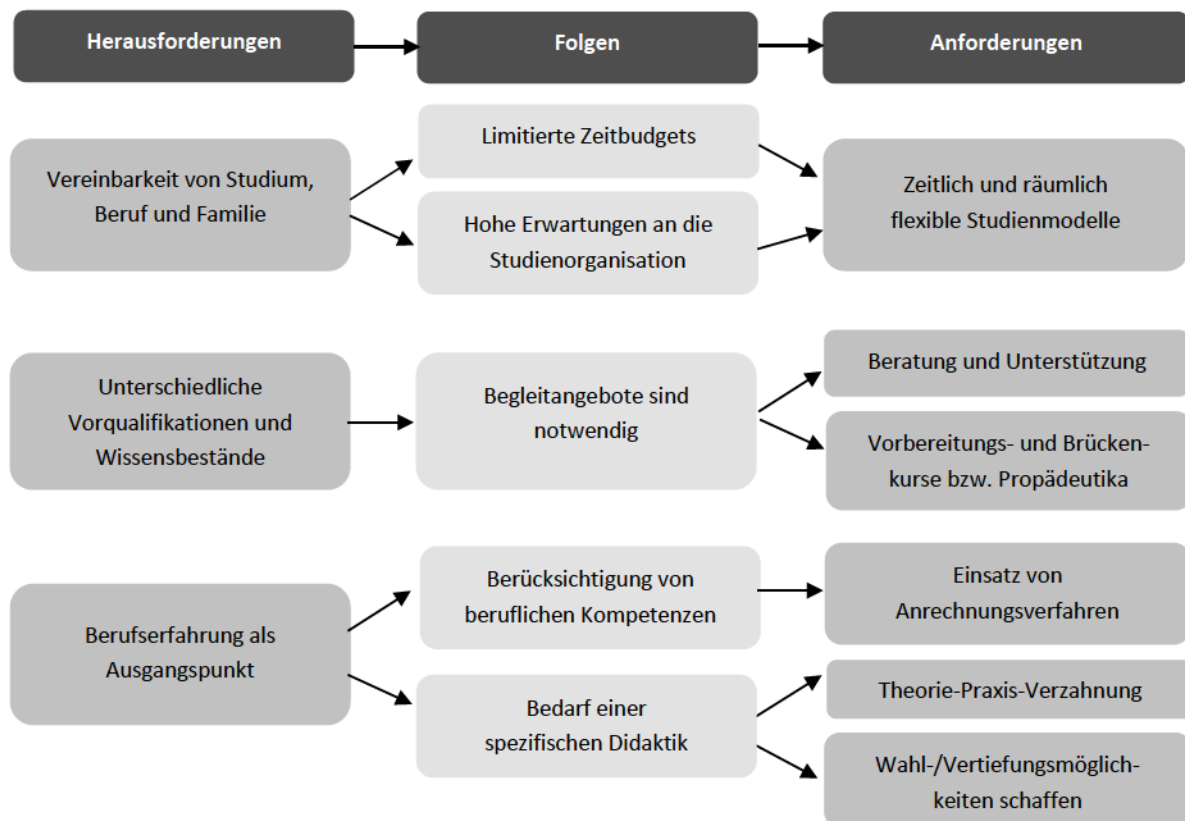 Herausforderungen
Folgen
Anforderungen
Vereinbarkeit von Studium,
Beruf und Familie
Limitierte Zeitbudgets
Hohe Erwartungen an die
Studienorganisation
Zeitlich und räumlich
flexible Studienmodelle
Unterschiedliche
Vorqualifikationen und
Wissensbestände
Begleitangebote sind
notwendig
Beratung und Unterstützung
Vorbereitungs- und Brücken-
kurse bzw. Propädeutika
Berufserfahrung als
Ausgangspunkt
Berücksichtigung von
beruflichen Kompetenzen
Einsatz von
Anrechnungsverfahren
Bedarf einer
spezifischen Didaktik
Theorie-Praxis-Verzahnung
Wahl-/Vertiefungsmöglich-
keiten schaffen